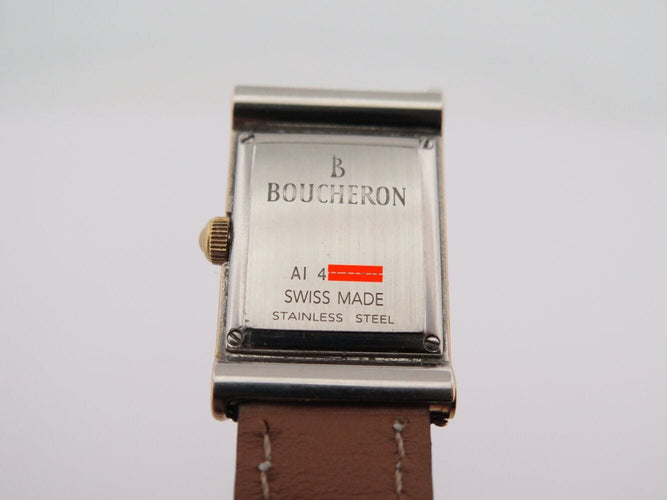 B
BOUCHERON
AI 4
SWISS MADE
STAINLESS STEEL